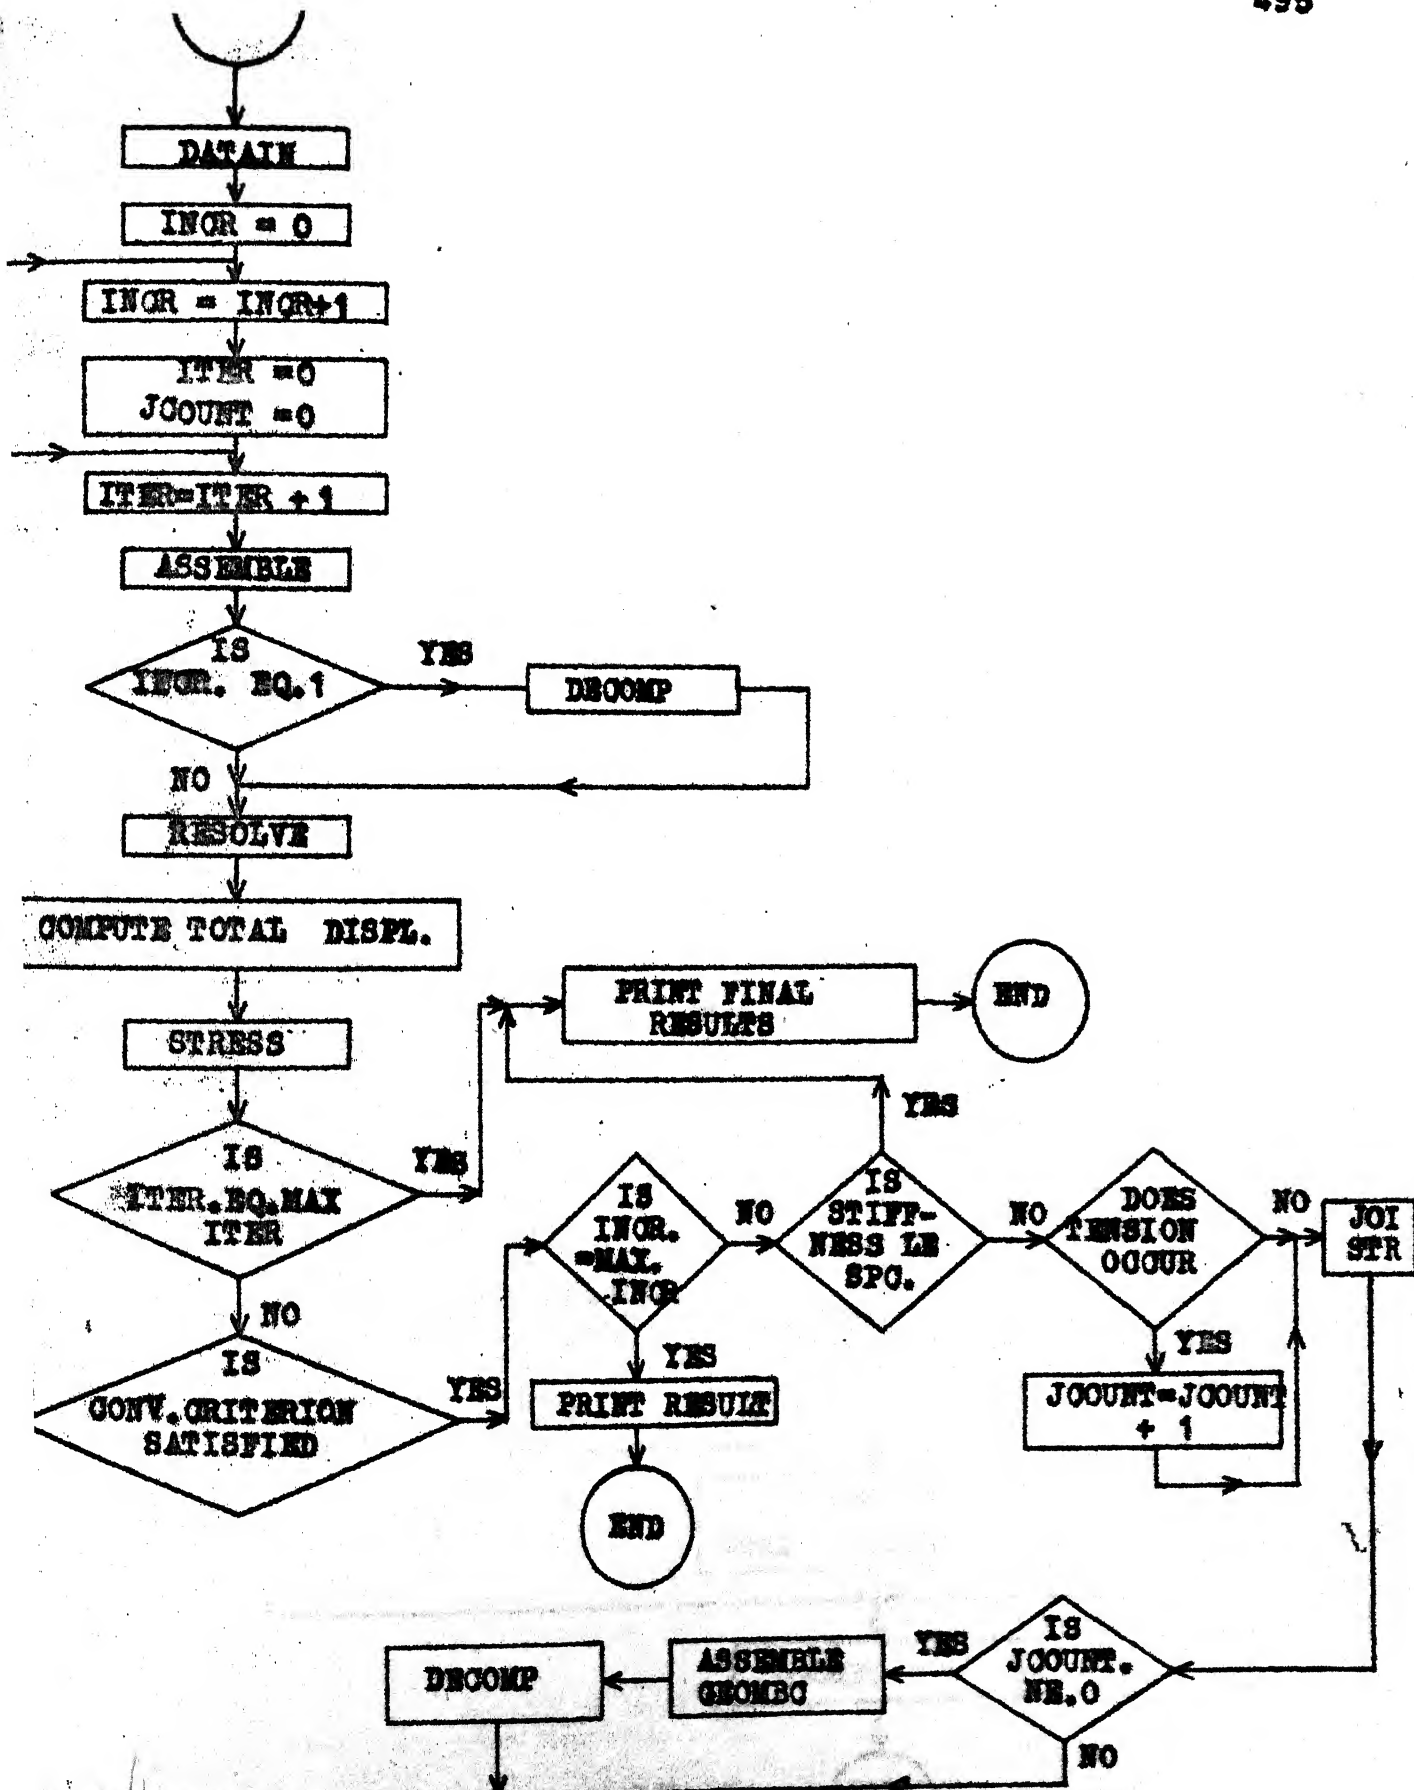 495
DATAIN
INCR = 0
INCR = INCR+1
ITER =0
JCOUNT =0
ITER=ITER + 1
ASSEMBLE
IS
INCR. EQ.1
YES
DECOMP
NO
RESOLVE
COMPUTE TOTAL DISPL.
STRESS
PRINT FINAL
RESULTS
END
IS
ITER.EQ.MAX
ITER
YES
NO
IS
CONV.CRITERION
SATISFIED
YES
IS
INCR.
=MAX.
.INCR
NO
YES
PRINT RESULT
END
IS
STIFF-
NESS LE
SPC.
YES
NO
DOES
TENSION
OCCUR
NO
YES
JCOUNT=JCOUNT
+ 1
JOI
STR
IS
JCOUNT.
NE.0
YES
ASSEMBLE
GEOMBC
DECOMP
NO